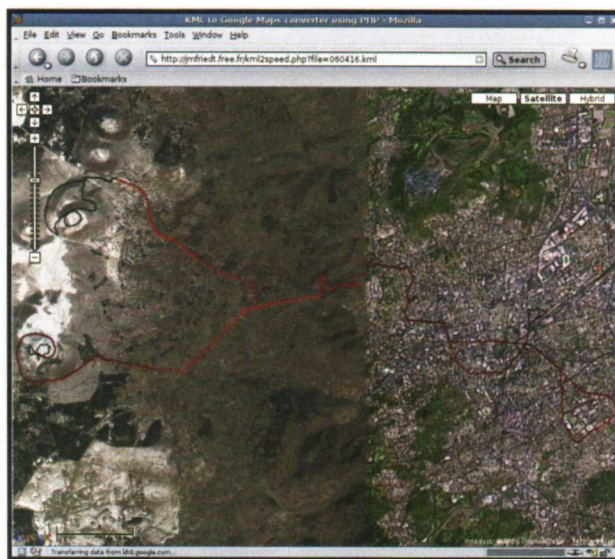 KML to Google Maps converter using PHP - Mozilla
File Edit View Go Bookmarks Tools Window Help
http://jmfriedt.free.fr/kml2speed.php?file=060416.kml
Search
Home Bookmarks
Map Satellite Hybrid
Transferring data from kh3.google.com...